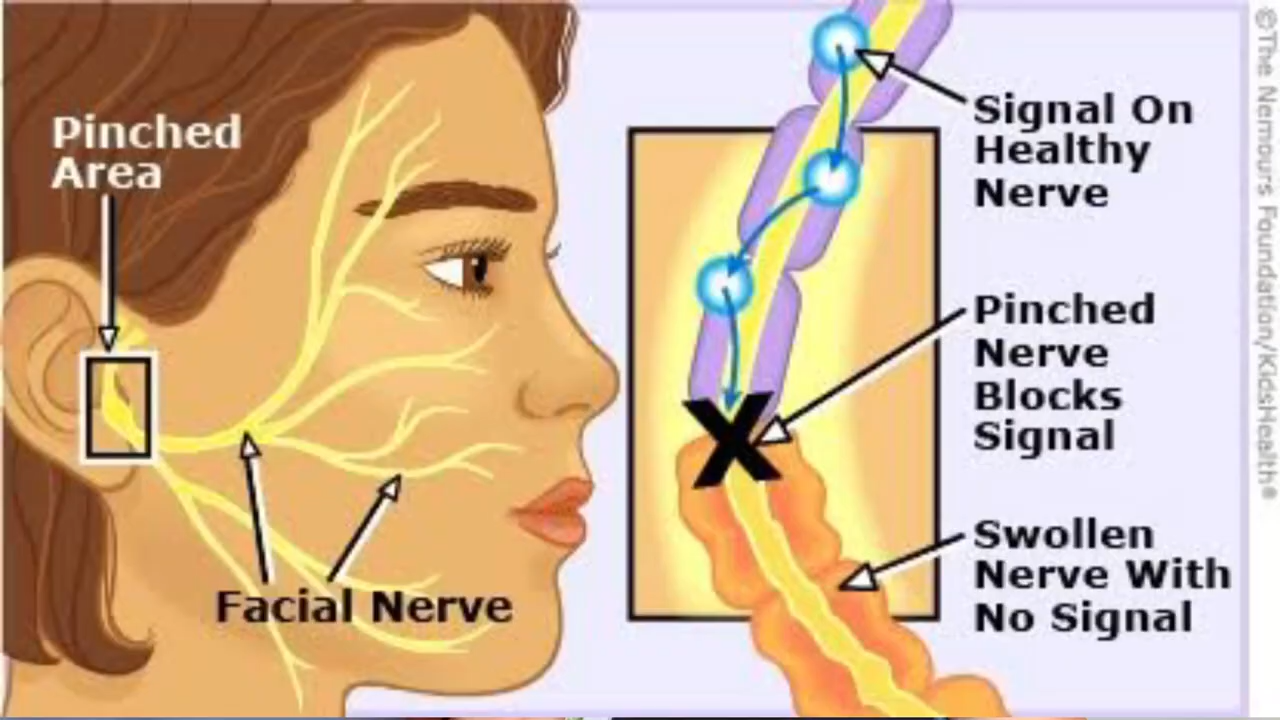 Pinched
Area
Facial Nerve
Signal On
Healthy
Nerve
Pinched
Nerve
Blocks
Signal
X
Swollen
Nerve With
No Signal
©The Nemours Foundation/KidsHealth®